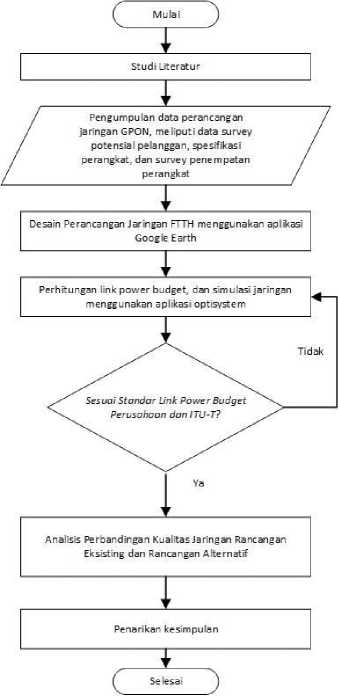 Mulai
Studi Literatur
Pengumpulan data perancangan
jaringan GPON, meliputi data survey
potensial pelanggan, spesifikasi
perangkat, dan survey penempatan
perangkat
Desain Perancangan Jaringan FTTH menggunakan aplikasi
Google Earth
Perhitungan link power budget, dan simulasi jaringan
menggunakan aplikasi optisystem
Tidak
Sesuai Standar Link Power Budget
Perusahaan dan ITU-T?
Ya
Analisis Perbandingan Kualitas Jaringan Rancangan
Eksisting dan Rancangan Alternatif
Penarikan kesimpulan
Selesai